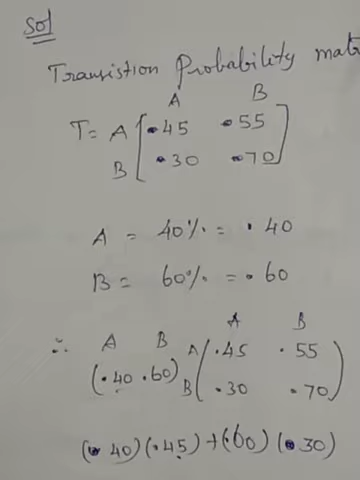 Sol
Transistion Probability mat
A B
T= A [.45 .55]
B [.30 .70]
A = 40% = .40
B = 60% = .60
∴ A B A B
(.40 .60) A (.45 .55)
B (.30 .70)
(.40)(.45)+(.60)(.30)